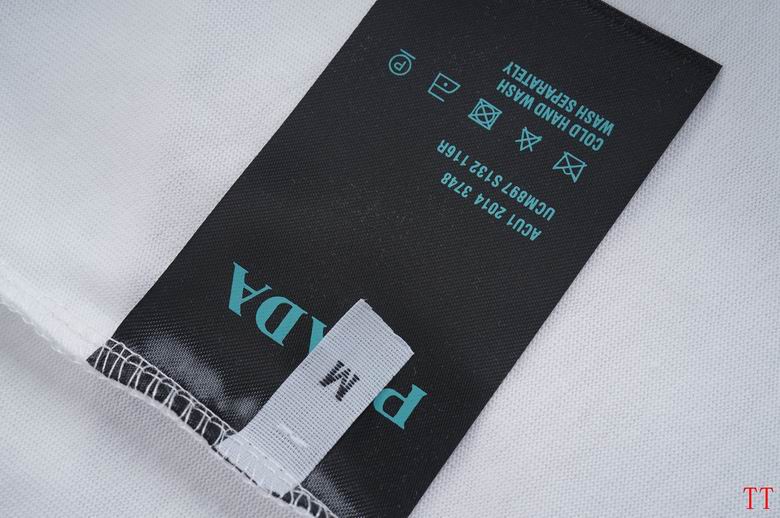 PRADA
M
ACU1 2014 3748
UCM897 S132 116R
P
COLD HAND WASH
WASH SEPARATELY
TT